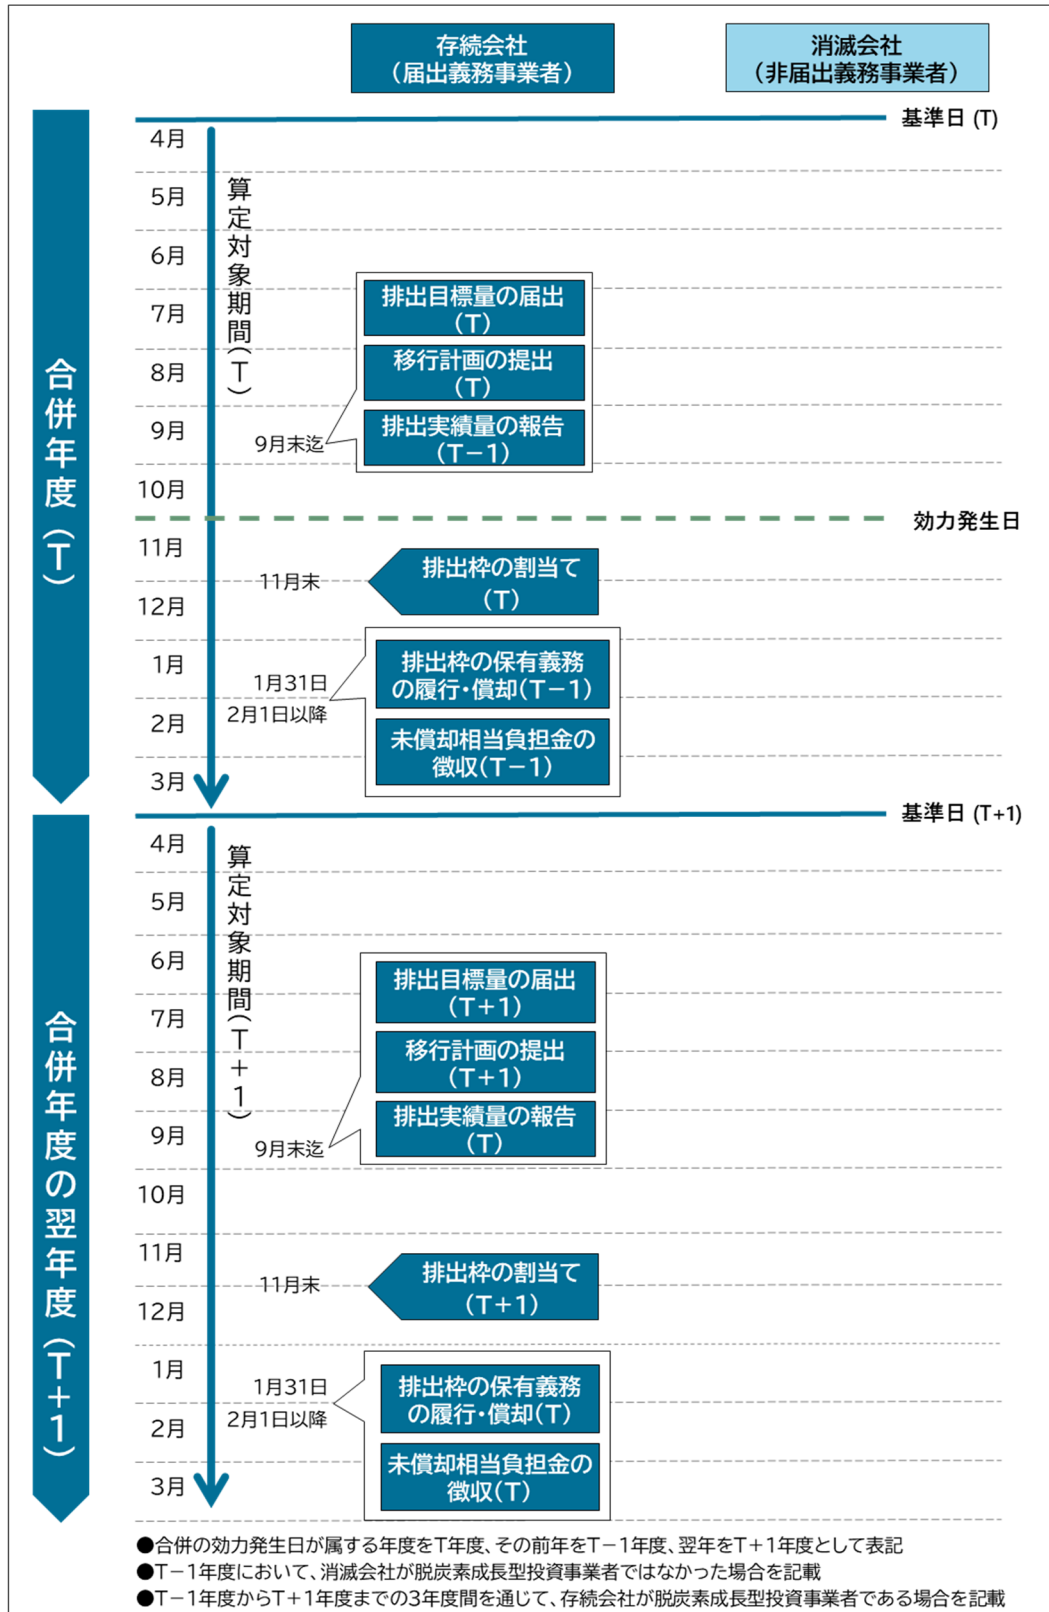 存続会社
(届出義務事業者)
消滅会社
(非届出義務事業者)
合併年度(T)
基準日 (T)
算定対象期間(T)
4月
5月
6月
7月
8月
9月
10月
11月
12月
1月
2月
3月
排出目標量の届出
(T)
移行計画の提出
(T)
排出実績量の報告
(T−1)
9月末迄
効力発生日
11月末
排出枠の割当て
(T)
1月31日
2月1日以降
排出枠の保有義務
の履行・償却(T−1)
未償却相当負担金の
徴収(T−1)
合併年度の翌年度(T+1)
基準日 (T+1)
算定対象期間(T+1)
4月
5月
6月
7月
8月
9月
10月
11月
12月
1月
2月
3月
排出目標量の届出
(T+1)
移行計画の提出
(T+1)
排出実績量の報告
(T)
9月末迄
11月末
排出枠の割当て
(T+1)
1月31日
2月1日以降
排出枠の保有義務
の履行・償却(T)
未償却相当負担金の
徴収(T)
●合併の効力発生日が属する年度をT年度、その前年をT−1年度、翌年をT+1年度として表記
●T−1年度において、消滅会社が脱炭素成長型投資事業者ではなかった場合を記載
●T−1年度からT+1年度までの3年度間を通じて、存続会社が脱炭素成長型投資事業者である場合を記載